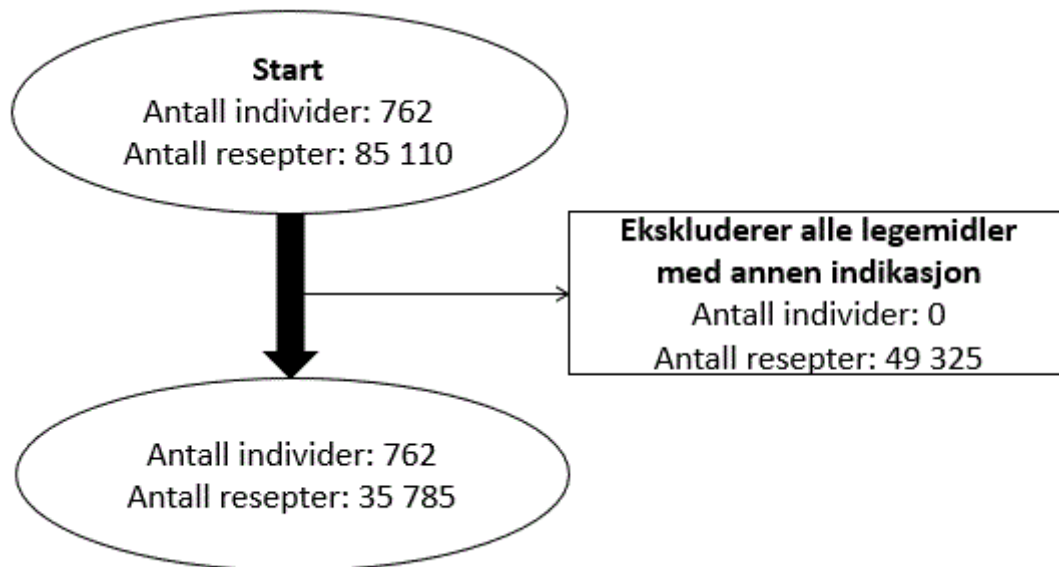 Start
Antall individer: 762
Antall resepter: 85 110
Ekskluderer alle legemidler
med annen indikasjon
Antall individer: 0
Antall resepter: 49 325
Antall individer: 762
Antall resepter: 35 785